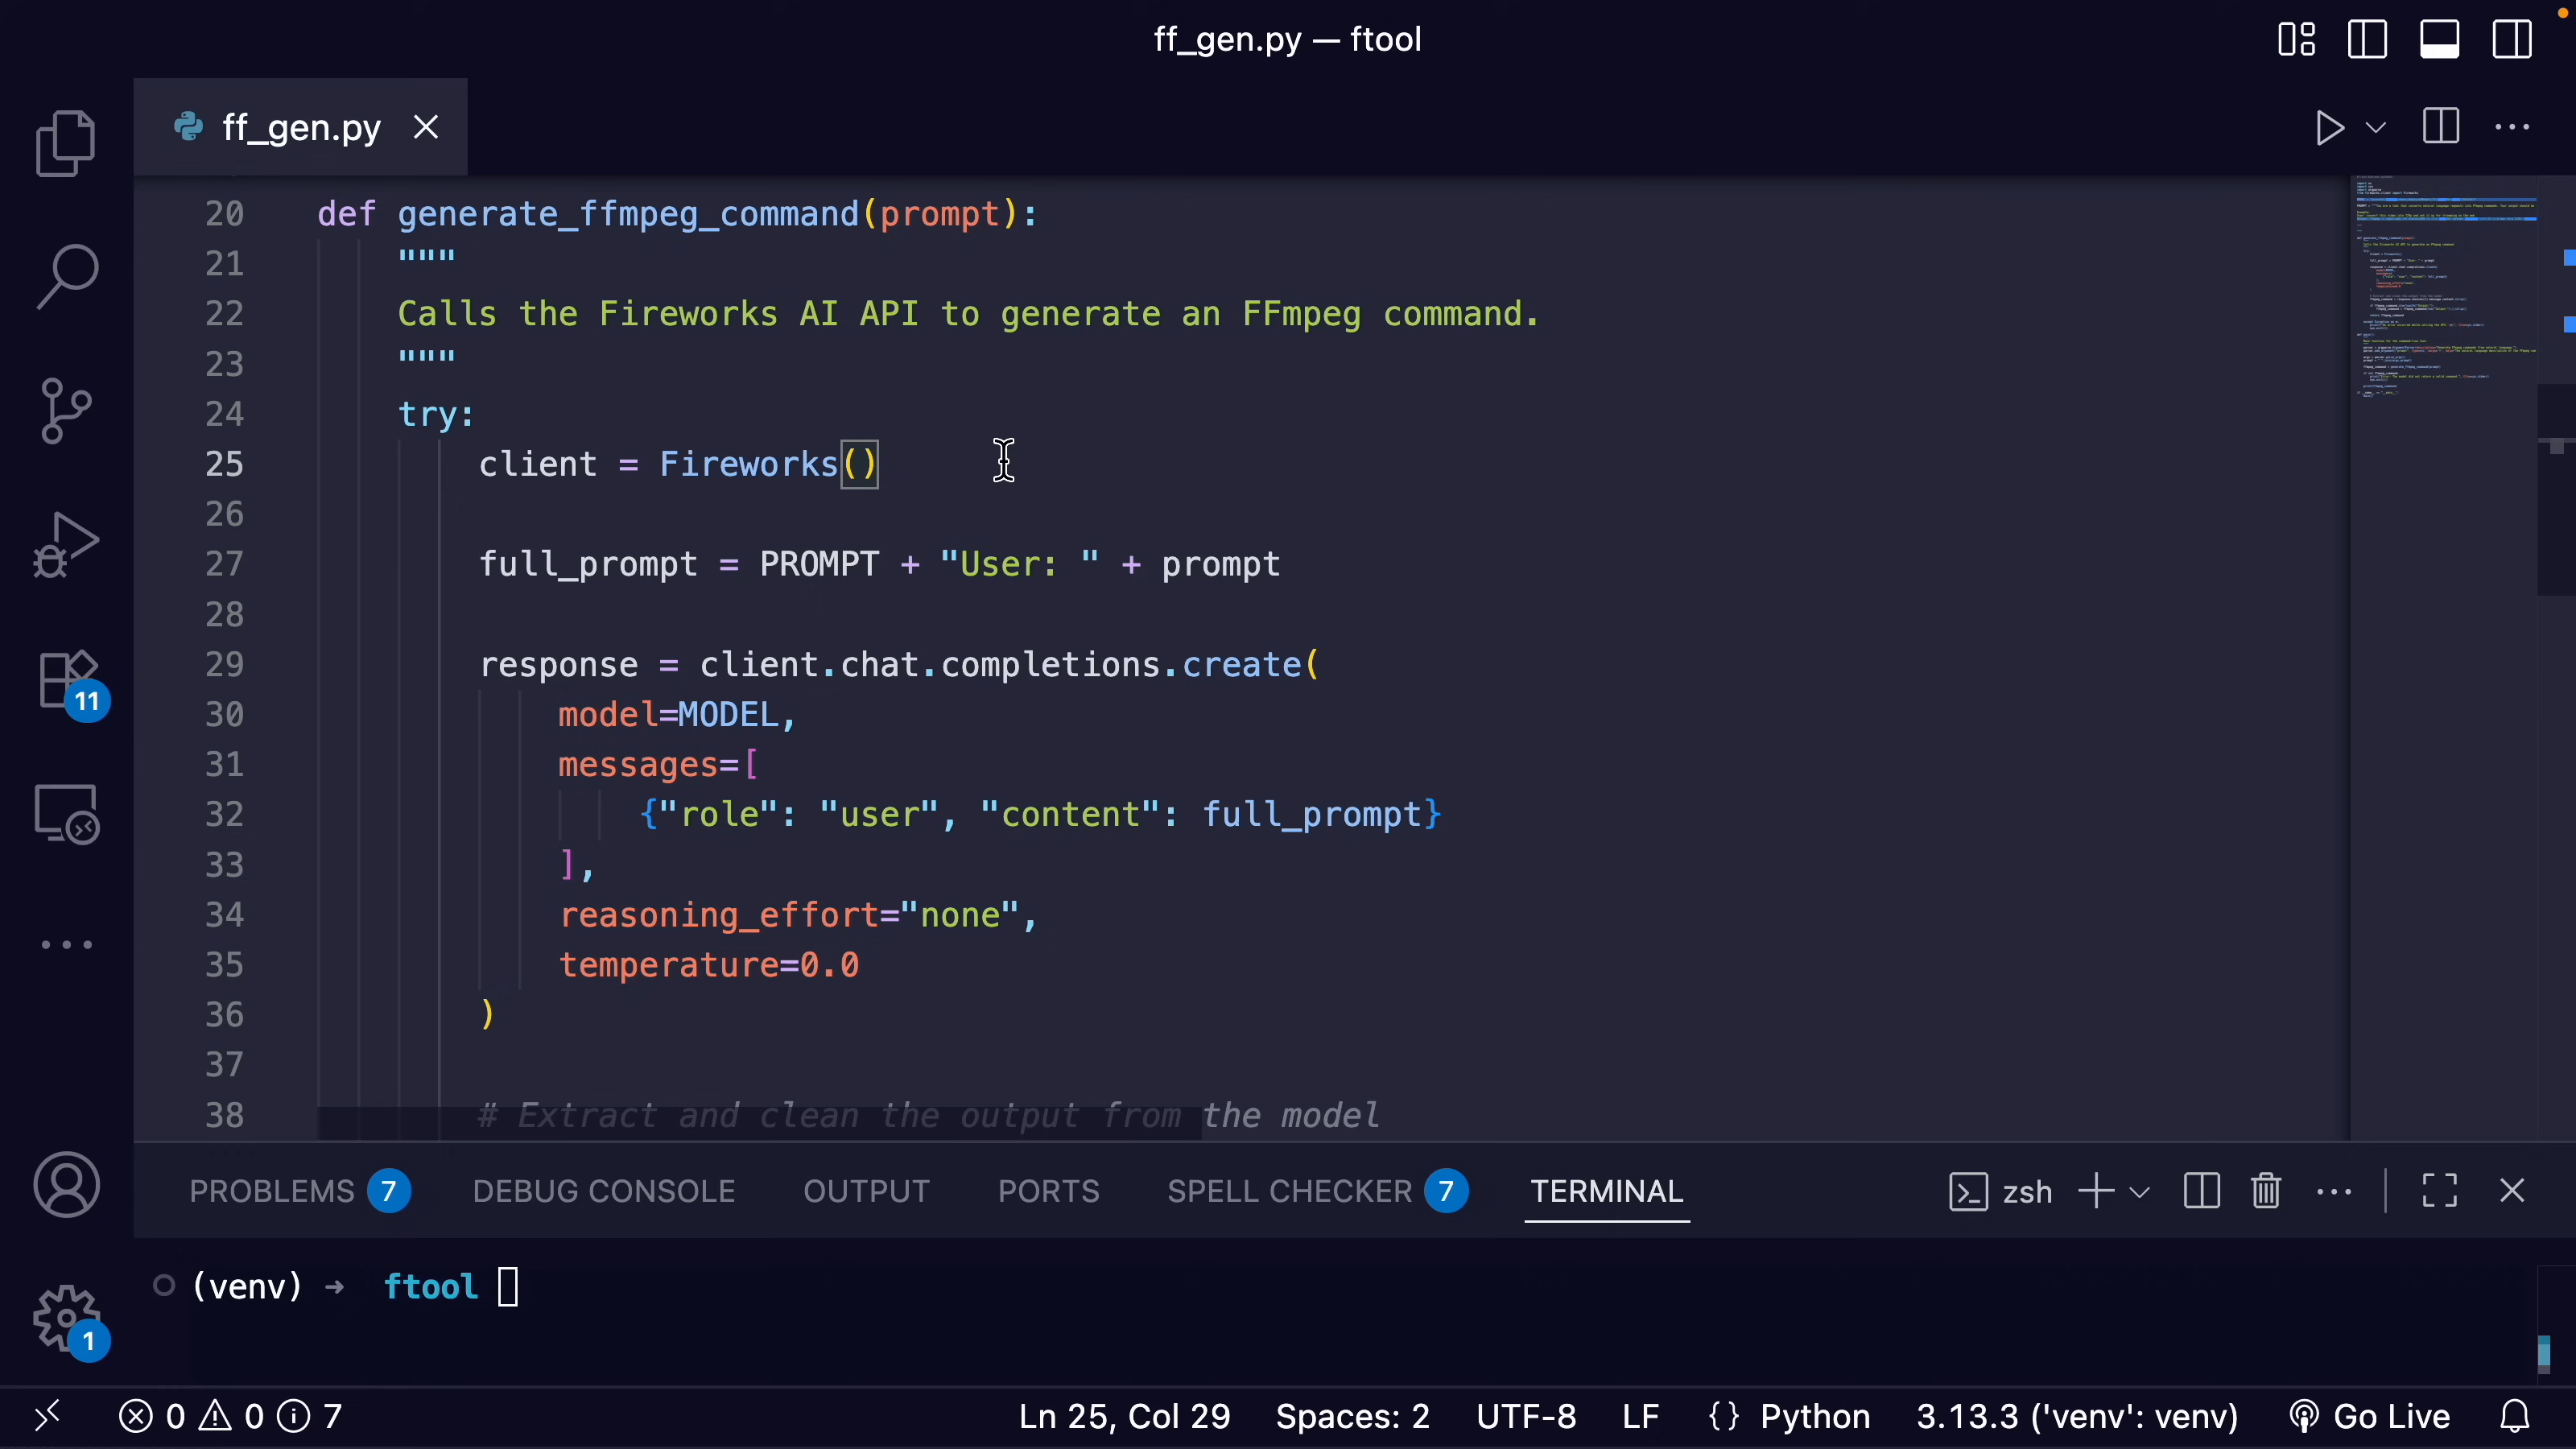 ff_gen.py — ftool
ff_gen.py
20 def generate_ffmpeg_command(prompt):
21 """
22 Calls the Fireworks AI API to generate an FFmpeg command.
23 """
24 try:
25 client = Fireworks()
26
27 full_prompt = PROMPT + "User: " + prompt
28
29 response = client.chat.completions.create(
30 model=MODEL,
31 messages=[
32 {"role": "user", "content": full_prompt}
33 ],
34 reasoning_effort="none",
35 temperature=0.0
36 )
37
38 # Extract and clean the output from the model
11
PROBLEMS 7 DEBUG CONSOLE OUTPUT PORTS SPELL CHECKER 7 TERMINAL zsh
(venv) → ftool
1
0 0 7 Ln 25, Col 29 Spaces: 2 UTF-8 LF {} Python 3.13.3 ('venv': venv) Go Live